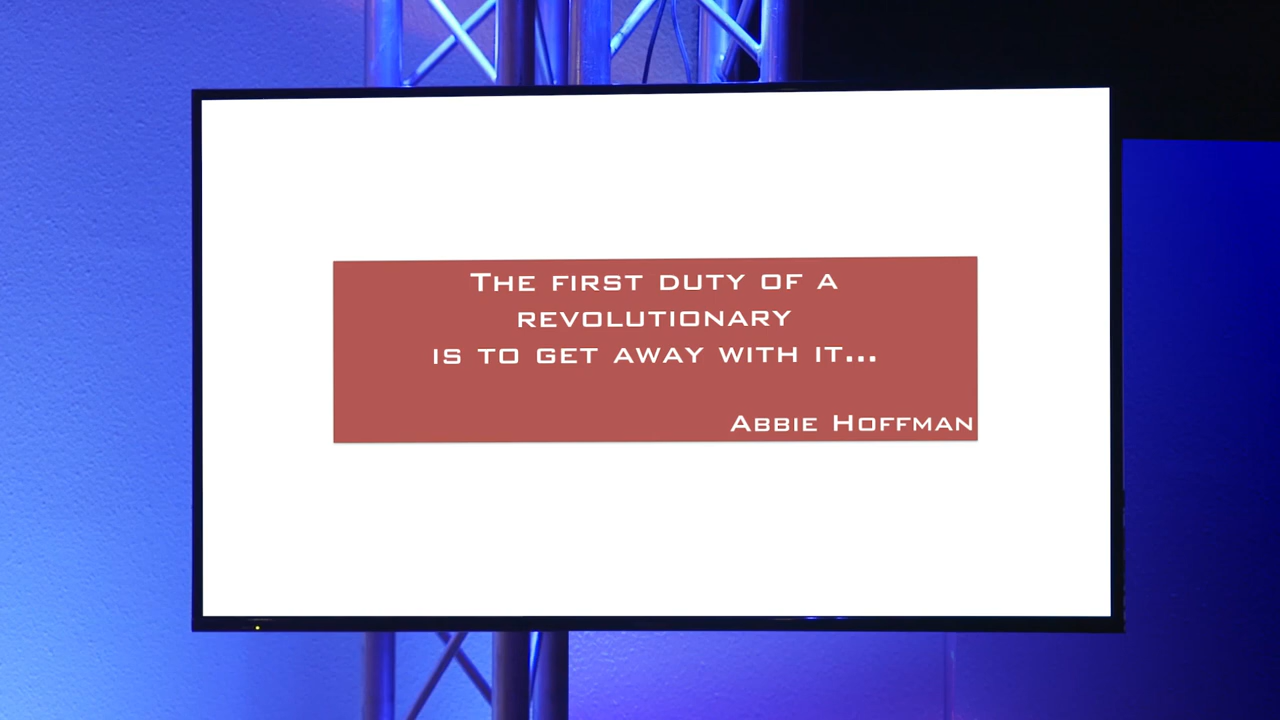 The first duty of a
revolutionary
is to get away with it...
Abbie Hoffman